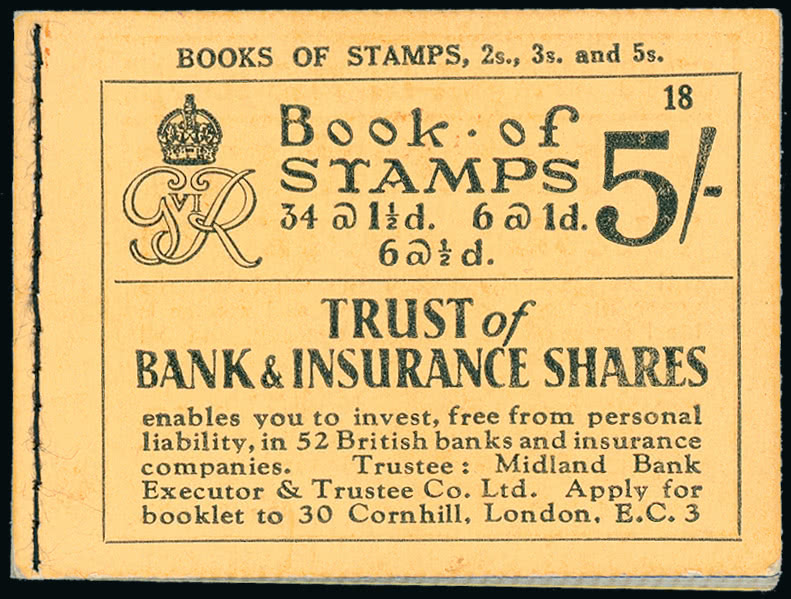 BOOKS OF STAMPS, 2s., 3s. and 5s.
18
GVIR
Book · of
STAMPS
5/-
34 @ 1½d. 6 @ 1d.
6 @ ½d.
TRUST of
BANK & INSURANCE SHARES
enables you to invest, free from personal
liability, in 52 British banks and insurance
companies. Trustee : Midland Bank
Executor & Trustee Co. Ltd. Apply for
booklet to 30 Cornhill, London, E.C. 3